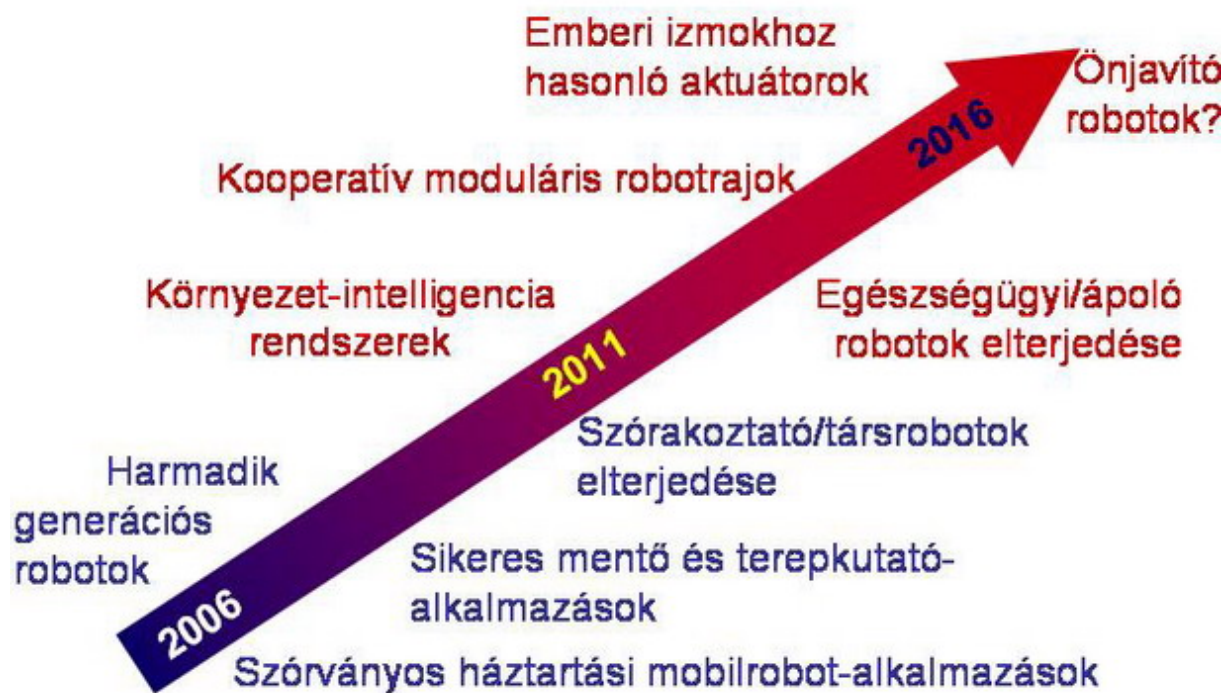 Emberi izmokhoz
hasonló aktuátorok
Önjavító
robotok?
2016
Kooperatív moduláris robotrajok
Környezet-intelligencia
rendszerek
Egészségügyi/ápoló
robotok elterjedése
2011
Szórakoztató/társrobotok
elterjedése
Harmadik
generációs
robotok
Sikeres mentő és terepkutató-
alkalmazások
2006
Szórványos háztartási mobilrobot-alkalmazások